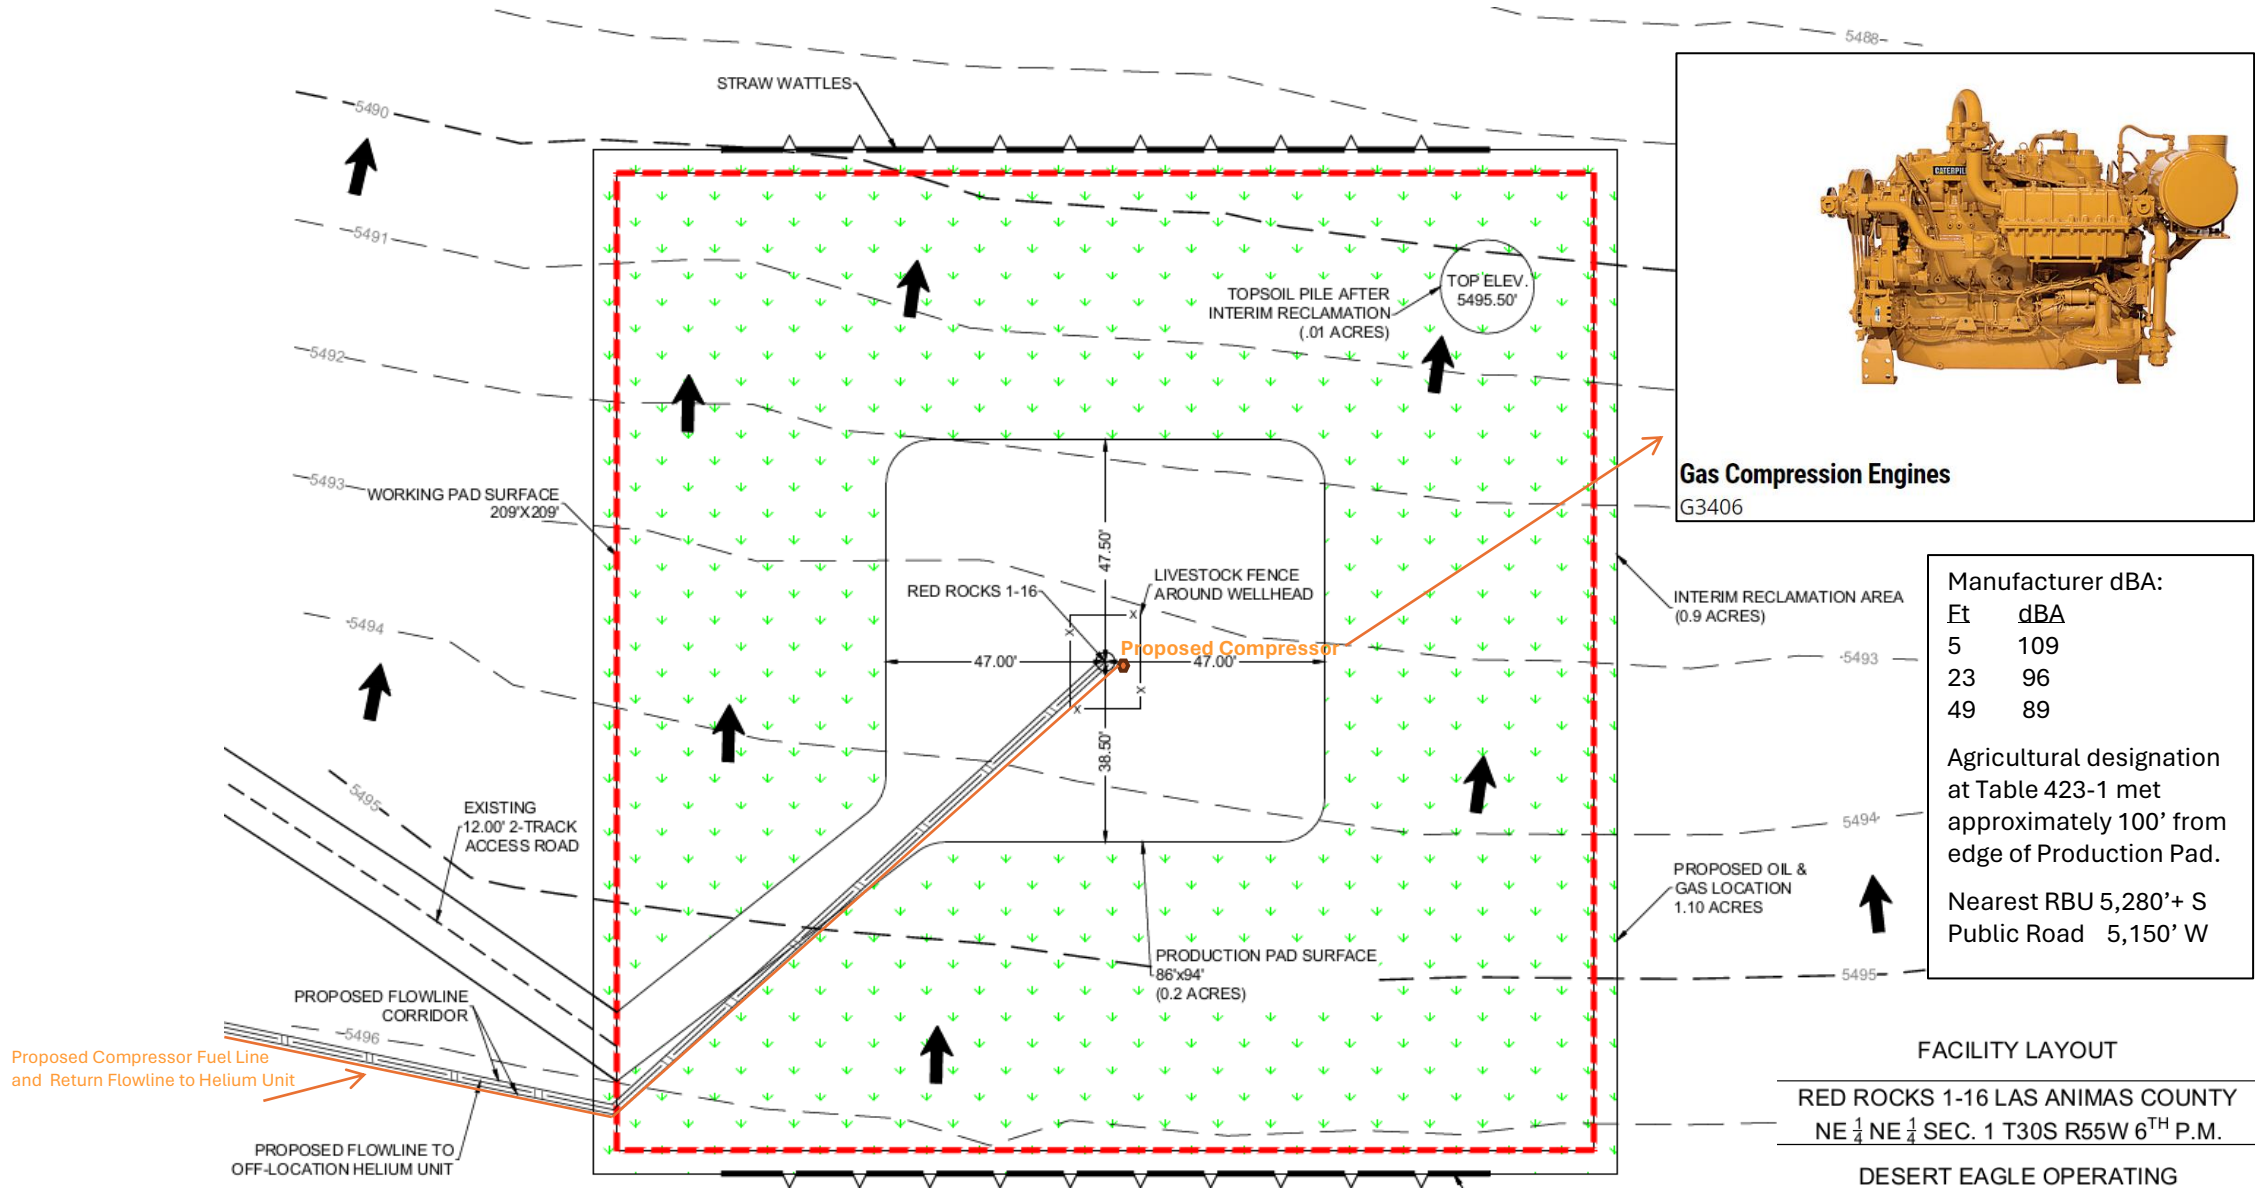 5488
STRAW WATTLES
5490
CATERPIL
5491
TOP ELEV.
5495.50'
TOPSOIL PILE AFTER
INTERIM RECLAMATION
(.01 ACRES)
5492
Gas Compression Engines
G3406
5493
WORKING PAD SURFACE
209'X209'
47.50'
RED ROCKS 1-16
LIVESTOCK FENCE
AROUND WELLHEAD
X
X
Proposed Compressor
47.00'
47.00'
X
X
38.50'
5494
5493
INTERIM RECLAMATION AREA
(0.9 ACRES)
Manufacturer dBA:
Ft dBA
5 109
23 96
49 89
Agricultural designation
at Table 423-1 met
approximately 100' from
edge of Production Pad.
Nearest RBU 5,280'+ S
Public Road 5,150' W
5495
EXISTING
12.00' 2-TRACK
ACCESS ROAD
5494
PROPOSED OIL &
GAS LOCATION
1.10 ACRES
PRODUCTION PAD SURFACE
86'x94'
(0.2 ACRES)
5495
PROPOSED FLOWLINE
CORRIDOR
5496
Proposed Compressor Fuel Line
and Return Flowline to Helium Unit
PROPOSED FLOWLINE TO
OFF-LOCATION HELIUM UNIT
FACILITY LAYOUT
RED ROCKS 1-16 LAS ANIMAS COUNTY
NE 1/4 NE 1/4 SEC. 1 T30S R55W 6TH P.M.
DESERT EAGLE OPERATING